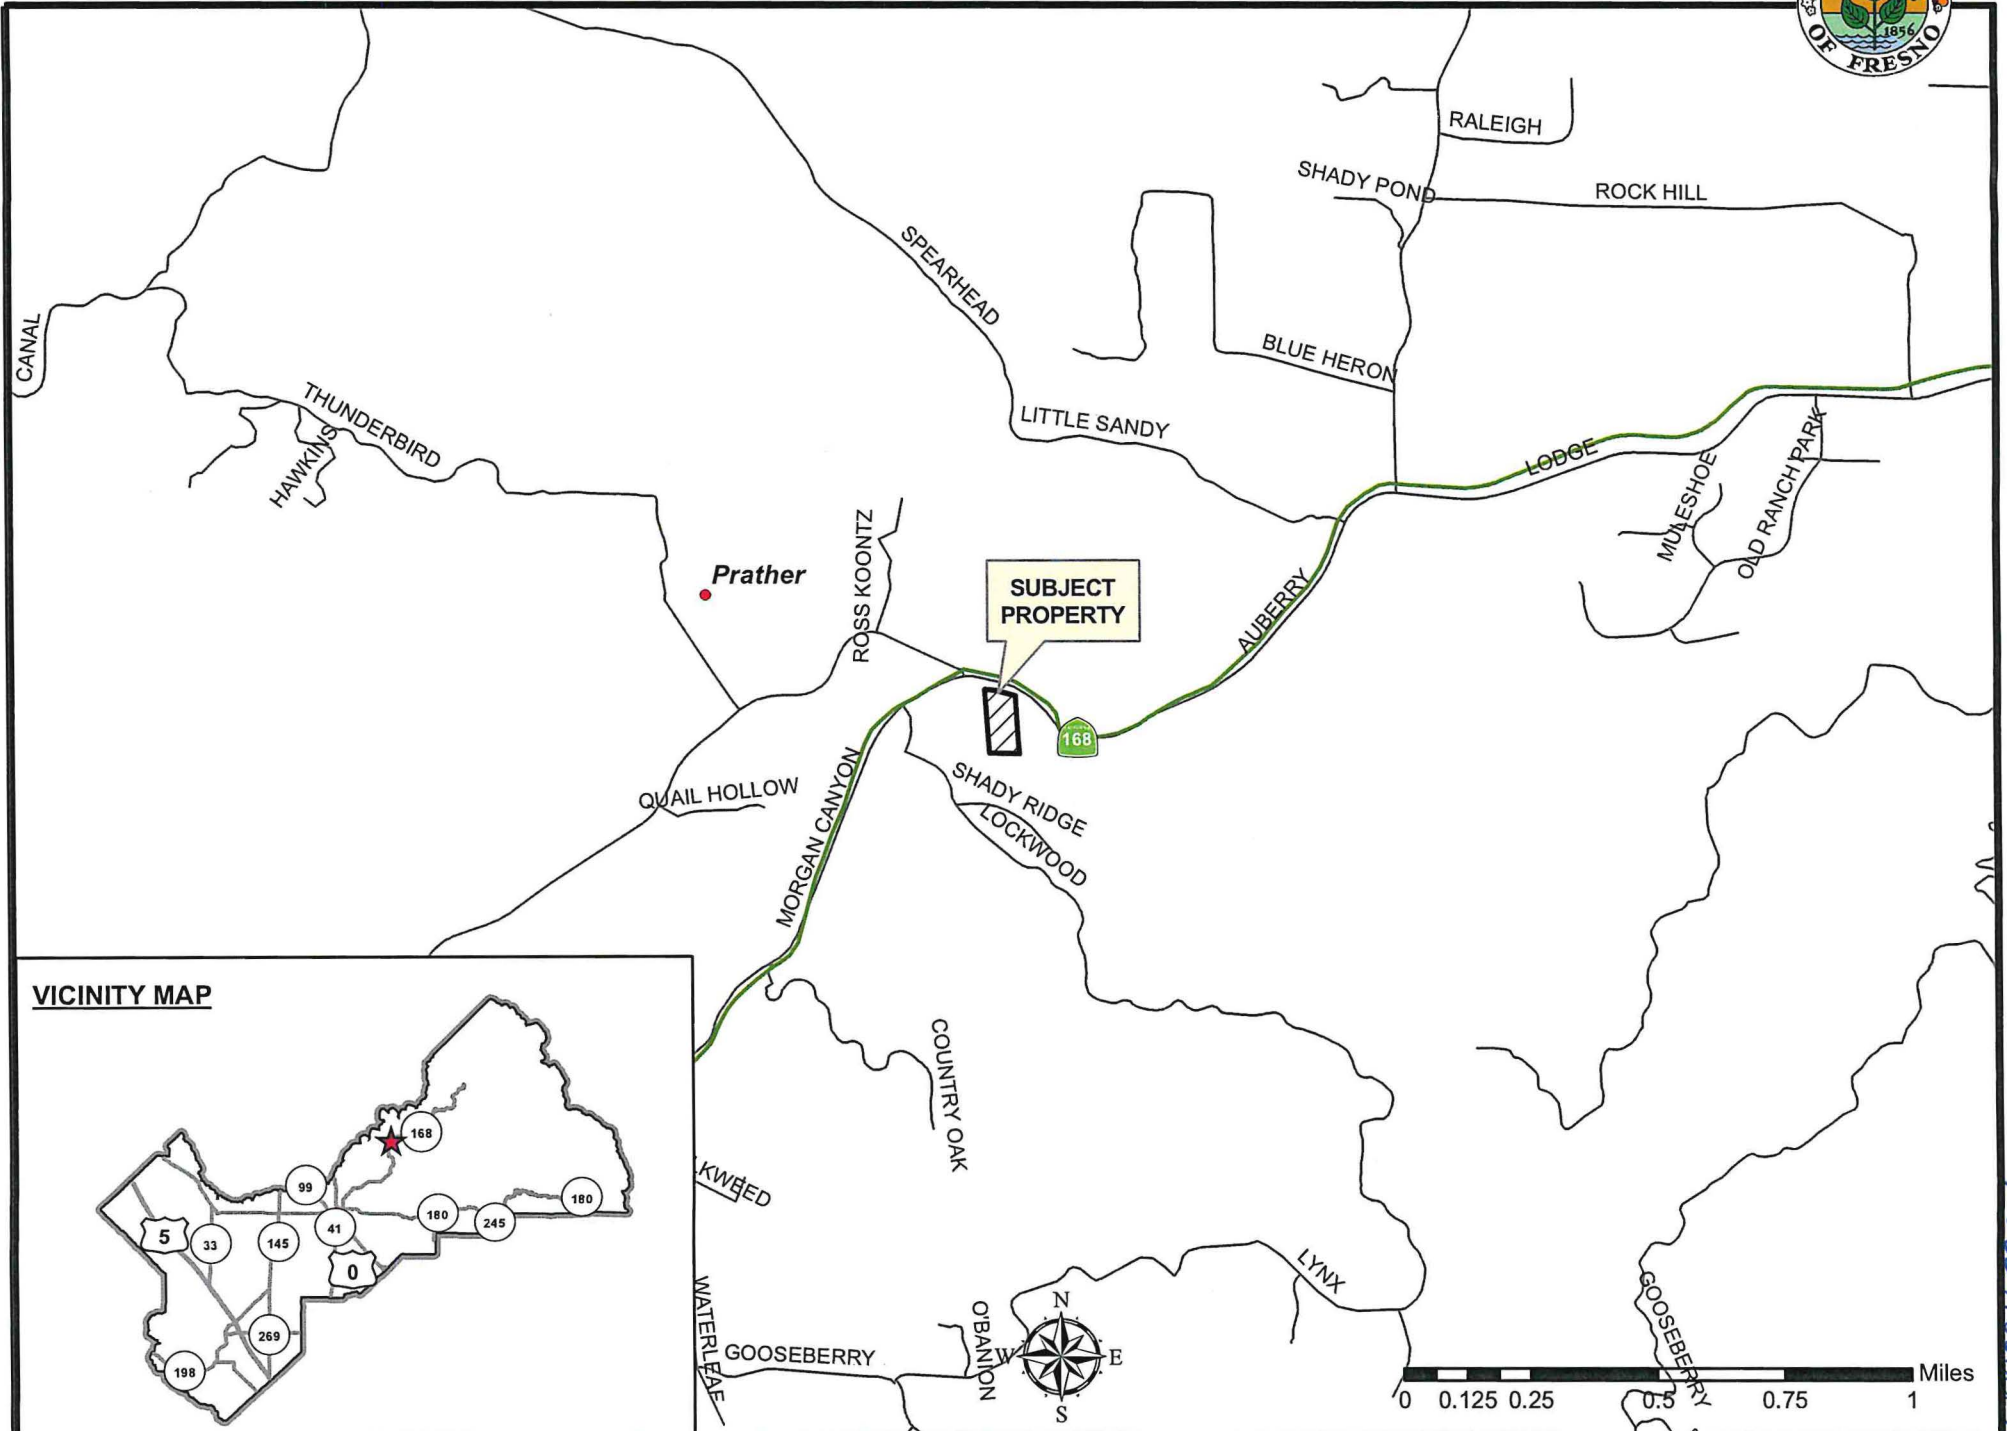 1856
OF FRESNO
RALEIGH
SHADY POND
ROCK HILL
SPEARHEAD
CANAL
BLUE HERON
THUNDERBIRD
LITTLE SANDY
HAWKINS
LODGE
MULESHOE
OLD RANCH PARK
ROSS KOONTZ
Prather
SUBJECT
PROPERTY
AUBERRY
168
SHADY RIDGE
QUAIL HOLLOW
MORGAN CANYON
LOCKWOOD
VICINITY MAP
168
99
180
180
245
41
5
33
145
0
269
198
COUNTRY OAK
LKWEED
LYNX
WATERLEAF
GOOSEBERRY
O'BANION
N
W
E
S
GOOSEBERRY
Miles
0
0.125
0.25
0.5
0.75
1